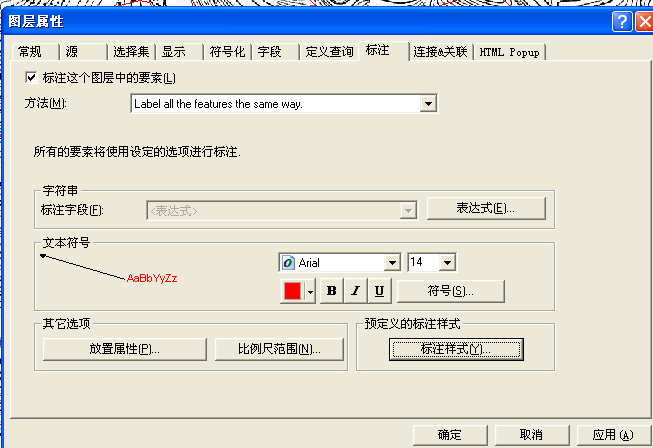 图层属性
常规 源 选择集 显示 符号化 字段 定义查询 标注 连接&关联 HTML Popup
标注这个图层中的要素(L)
方法(M): Label all the features the same way.
所有的要素将使用设定的选项进行标注.
字符串
标注字段(F): <表达式> 表达式(E)...
文本符号
AaBbYyZz
Arial 14
B I U 符号(S)...
其它选项 预定义的标注样式
放置属性(P)... 比例尺范围(N)... 标注样式(Y)...
确定 取消 应用(A)